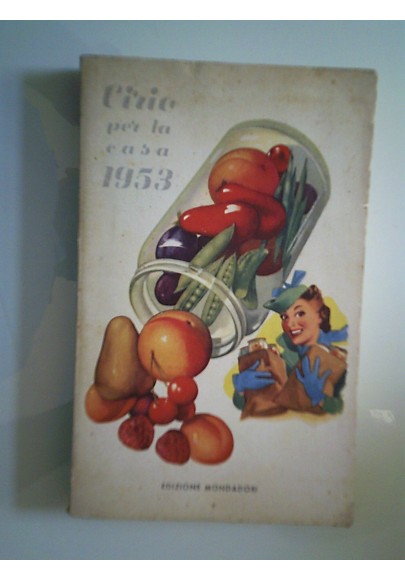 Cirio
per la
casa
1953
EDIZIONE MONDADORI